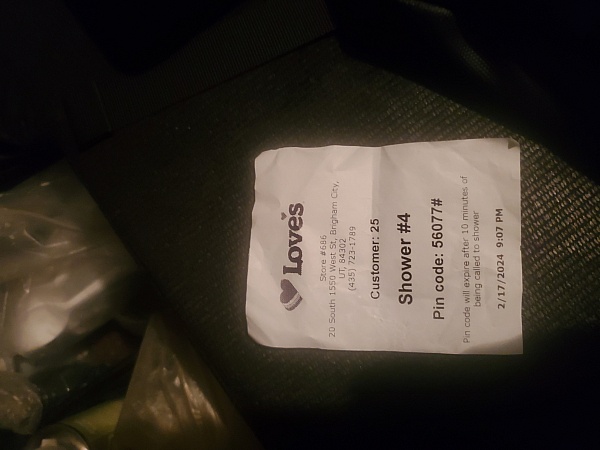 Love's
Store #686
20 South 1550 West St, Brigham City,
UT, 84302
(435) 723-1789
Customer: 25
Shower #4
Pin code: 56077#
Pin code will expire after 10 minutes of
being called to shower
2/17/2024 9:07 PM